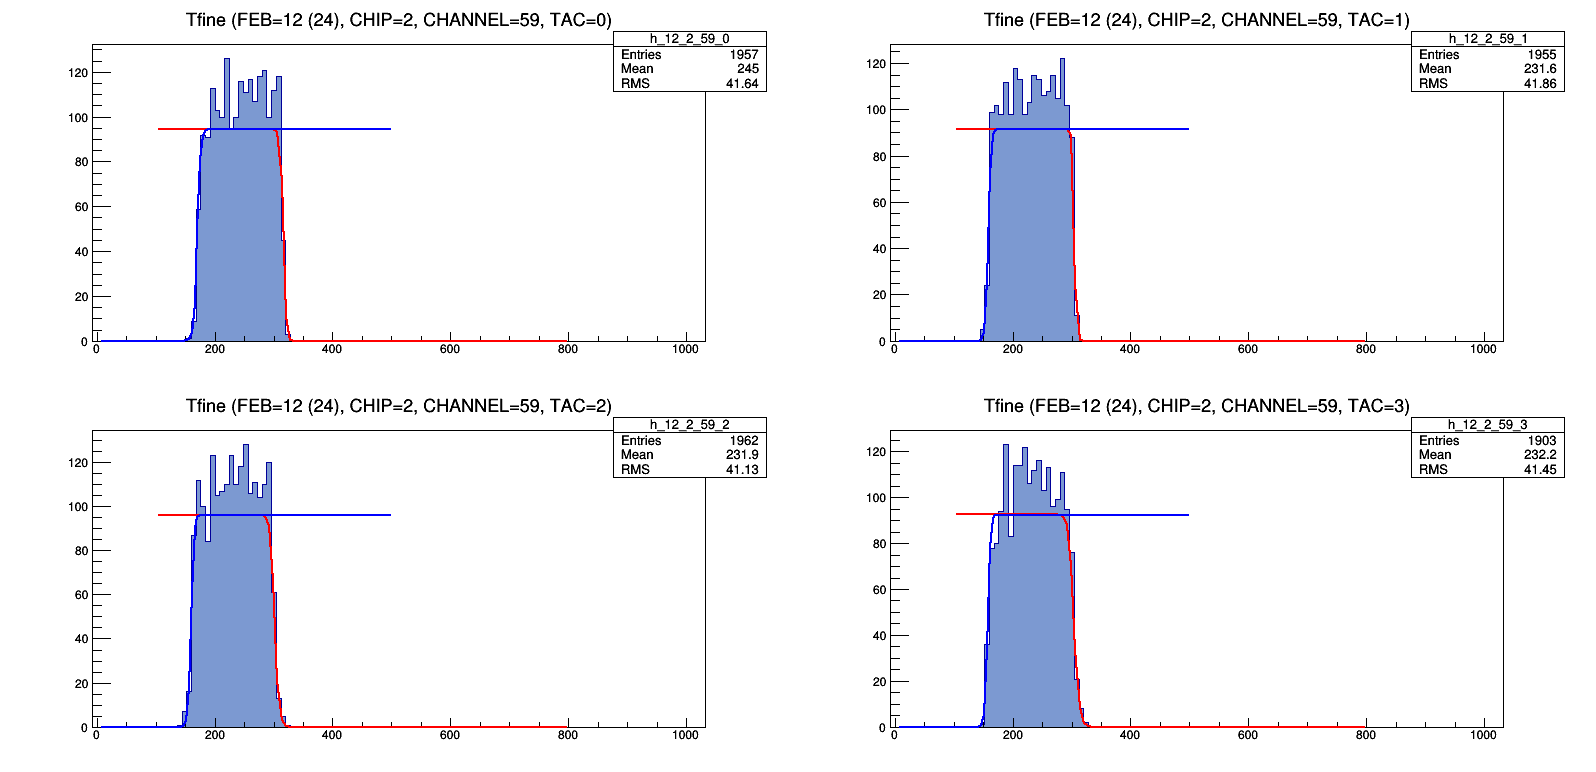 Tfine (FEB=12 (24), CHIP=2, CHANNEL=59, TAC=0)
h_12_2_59_0
Entries 1957
Mean 245
RMS 41.64
120
100
80
60
40
20
0
0 200 400 600 800 1000
Tfine (FEB=12 (24), CHIP=2, CHANNEL=59, TAC=1)
h_12_2_59_1
Entries 1955
Mean 231.6
RMS 41.86
120
100
80
60
40
20
0
0 200 400 600 800 1000
Tfine (FEB=12 (24), CHIP=2, CHANNEL=59, TAC=2)
h_12_2_59_2
Entries 1962
Mean 231.9
RMS 41.13
120
100
80
60
40
20
0
0 200 400 600 800 1000
Tfine (FEB=12 (24), CHIP=2, CHANNEL=59, TAC=3)
h_12_2_59_3
Entries 1903
Mean 232.2
RMS 41.45
120
100
80
60
40
20
0
0 200 400 600 800 1000